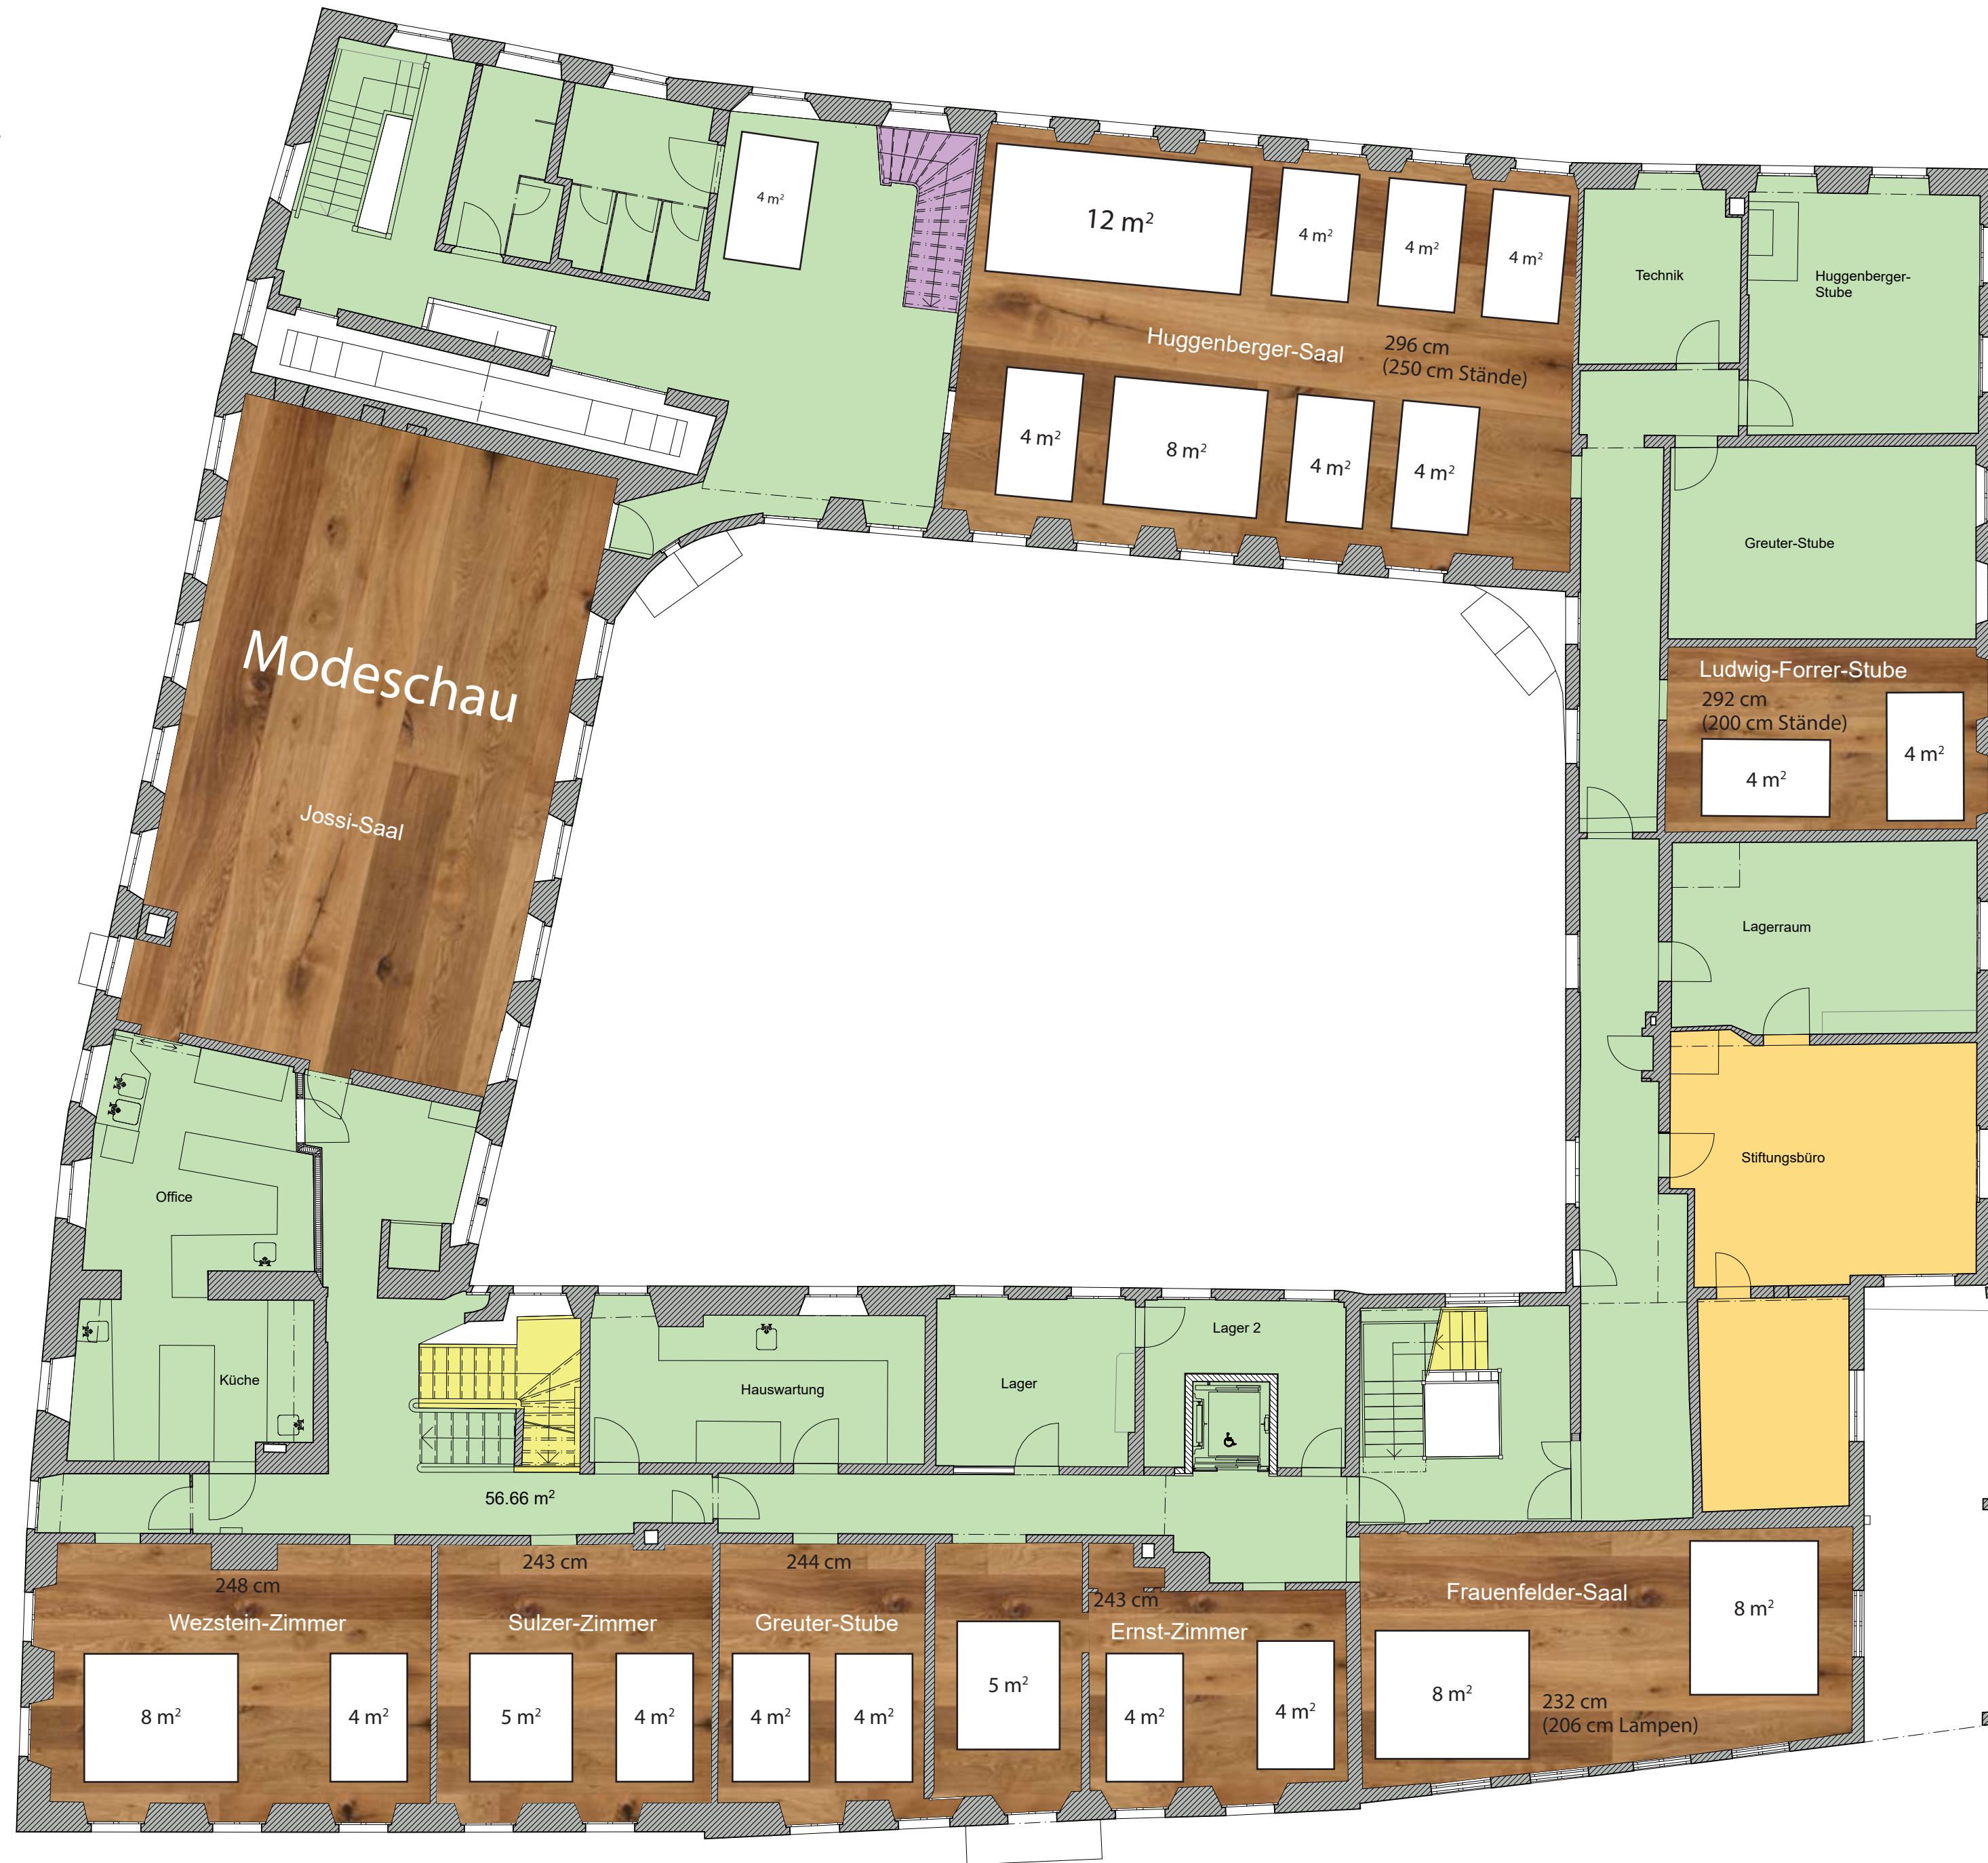 4 m²
12 m²
4 m²
4 m²
4 m²
Huggenberger-Saal
296 cm
(250 cm Stände)
4 m²
8 m²
4 m²
4 m²
Technik
Huggenberger-
Stube
Greuter-Stube
Ludwig-Forrer-Stube
292 cm
(200 cm Stände)
4 m²
4 m²
Modeschau
Jossi-Saal
Lagerraum
Stiftungsbüro
Office
Küche
Hauswartung
Lager
Lager 2
56.66 m²
248 cm
Wezstein-Zimmer
8 m²
4 m²
243 cm
Sulzer-Zimmer
5 m²
4 m²
244 cm
Greuter-Stube
4 m²
4 m²
5 m²
243 cm
Ernst-Zimmer
4 m²
4 m²
Frauenfelder-Saal
8 m²
8 m²
232 cm
(206 cm Lampen)